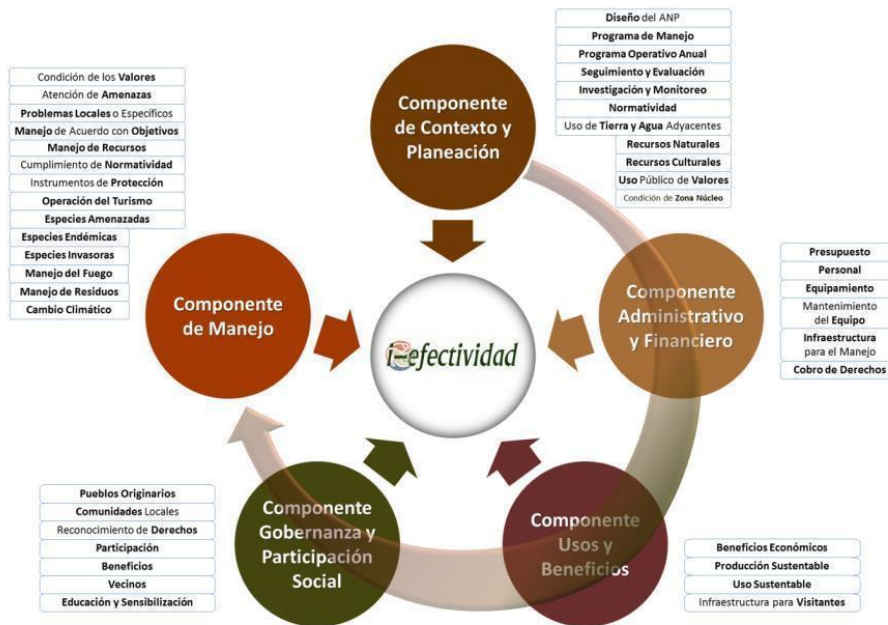 Componente
de Contexto y
Planeación
Diseño del ANP
Programa de Manejo
Programa Operativo Anual
Seguimiento y Evaluación
Investigación y Monitoreo
Normatividad
Uso de Tierra y Agua Adyacentes
Recursos Naturales
Recursos Culturales
Uso Público de Valores
Condición de Zona Núcleo
Componente
Administrativo
y Financiero
Presupuesto
Personal
Equipamiento
Mantenimiento
del Equipo
Infraestructura
para el Manejo
Cobro de Derechos
Componente
Usos y
Beneficios
Beneficios Económicos
Producción Sustentable
Uso Sustentable
Infraestructura para Visitantes
Componente
Gobernanza y
Participación
Social
Pueblos Originarios
Comunidades Locales
Reconocimiento de Derechos
Participación
Beneficios
Vecinos
Educación y Sensibilización
Componente
de Manejo
Condición de los Valores
Atención de Amenazas
Problemas Locales o Específicos
Manejo de Acuerdo con Objetivos
Manejo de Recursos
Cumplimiento de Normatividad
Instrumentos de Protección
Operación del Turismo
Especies Amenazadas
Especies Endémicas
Especies Invasoras
Manejo del Fuego
Manejo de Residuos
Cambio Climático
i-efectividad